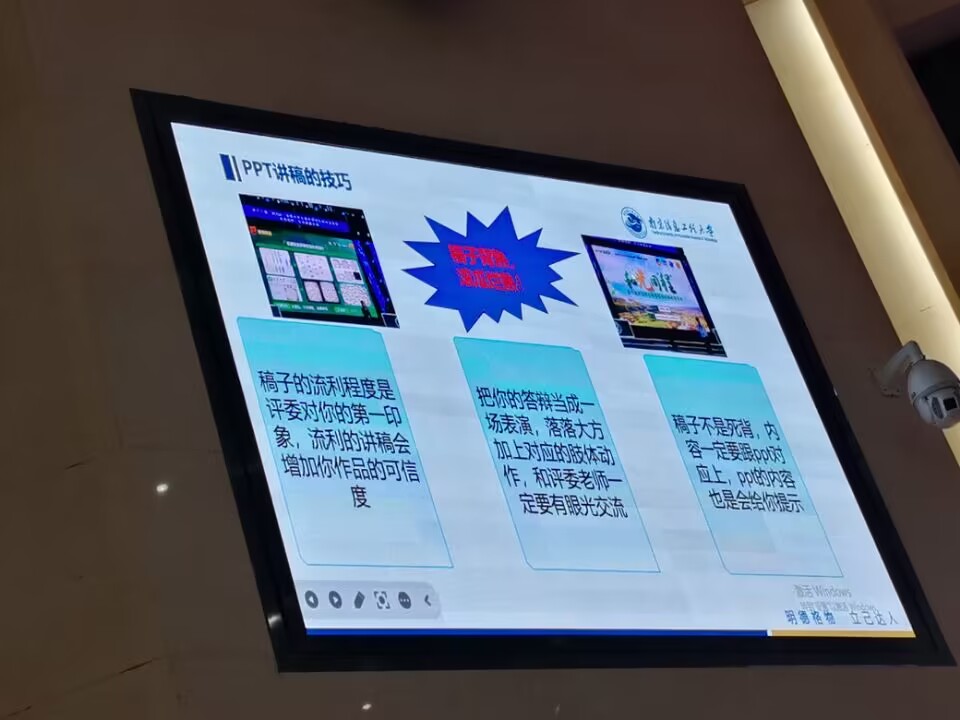 PPT讲稿的技巧
南京信息工程大学
稿子的流利程度是
评委对你的第一印
象，流利的讲稿会
增加你作品的可信
度
把你的答辩当成一
场表演，落落大方
加上对应的肢体动
作，和评委老师一
定要有眼光交流
稿子不是死背，内
容一定要跟ppt对
应上，ppt的内容
也是会给你提示
激活 Windows
明德格物 立己达人